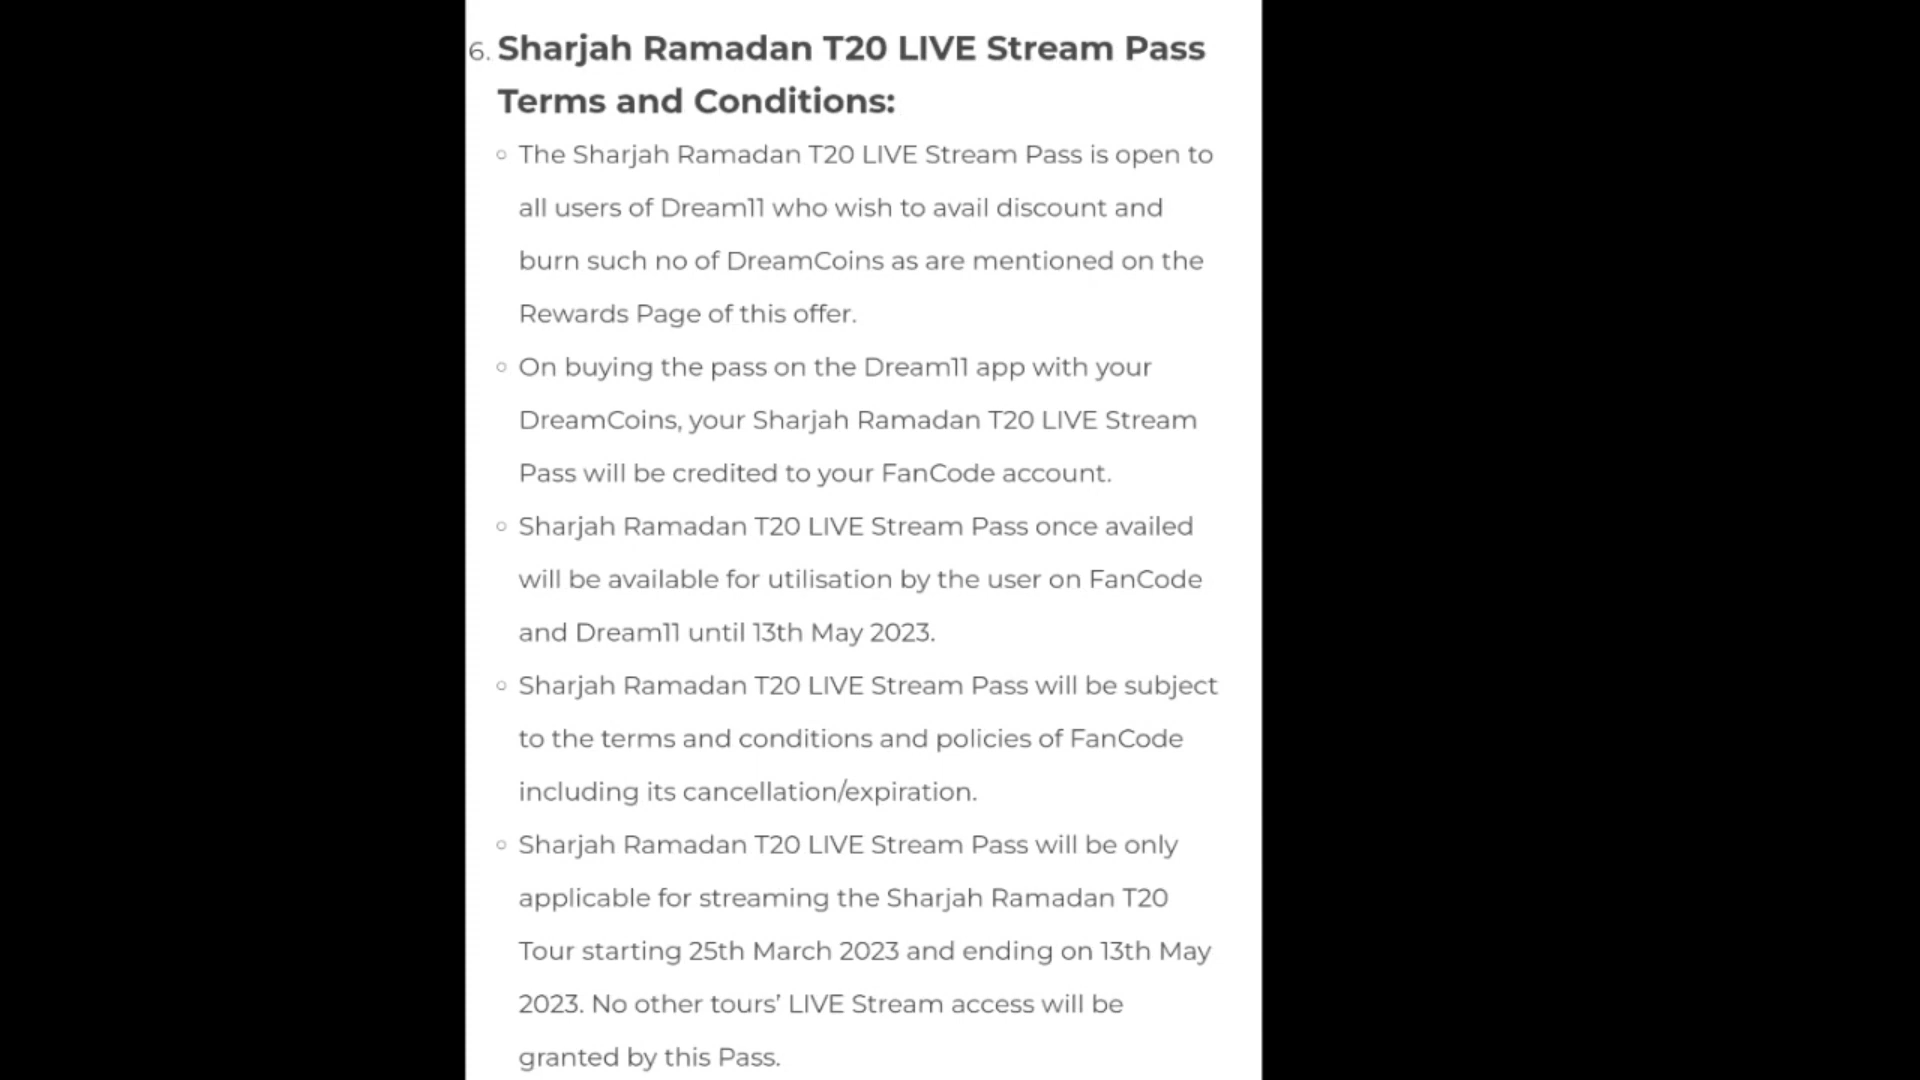 6. Sharjah Ramadan T20 LIVE Stream Pass
Terms and Conditions:
○ The Sharjah Ramadan T20 LIVE Stream Pass is open to
all users of Dream11 who wish to avail discount and
burn such no of DreamCoins as are mentioned on the
Rewards Page of this offer.
○ On buying the pass on the Dream11 app with your
DreamCoins, your Sharjah Ramadan T20 LIVE Stream
Pass will be credited to your FanCode account.
○ Sharjah Ramadan T20 LIVE Stream Pass once availed
will be available for utilisation by the user on FanCode
and Dream11 until 13th May 2023.
○ Sharjah Ramadan T20 LIVE Stream Pass will be subject
to the terms and conditions and policies of FanCode
including its cancellation/expiration.
○ Sharjah Ramadan T20 LIVE Stream Pass will be only
applicable for streaming the Sharjah Ramadan T20
Tour starting 25th March 2023 and ending on 13th May
2023. No other tours’ LIVE Stream access will be
granted by this Pass.